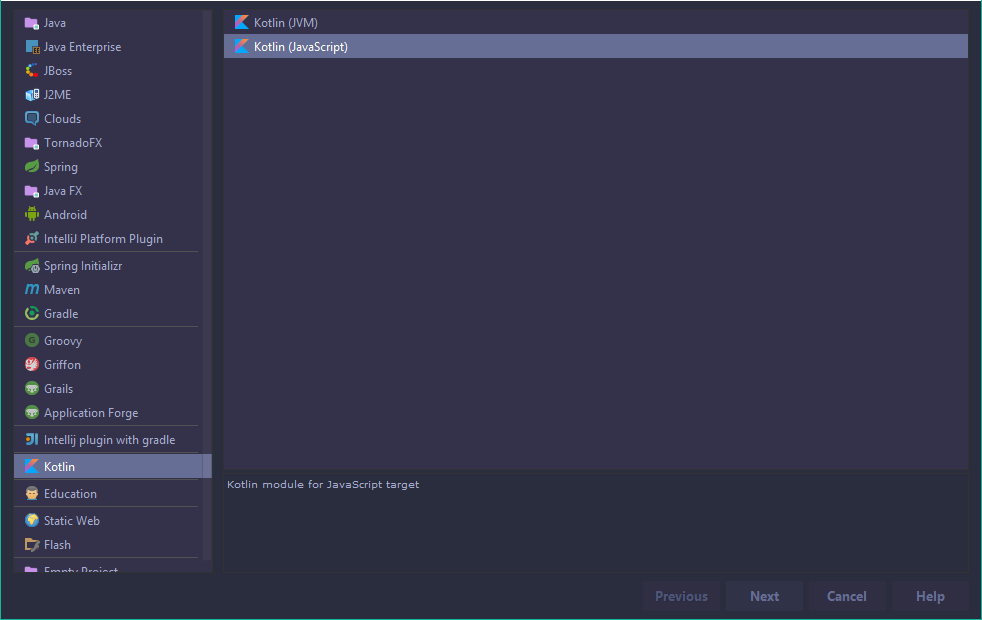 Java
Java Enterprise
JBoss
J2ME
Clouds
TornadoFX
Spring
Java FX
Android
IntelliJ Platform Plugin
Spring Initializr
Maven
Gradle
Groovy
Griffon
Grails
Application Forge
Intellij plugin with gradle
Kotlin
Education
Static Web
Flash
Empty Project
Kotlin (JVM)
Kotlin (JavaScript)
Kotlin module for JavaScript target
Previous
Next
Cancel
Help